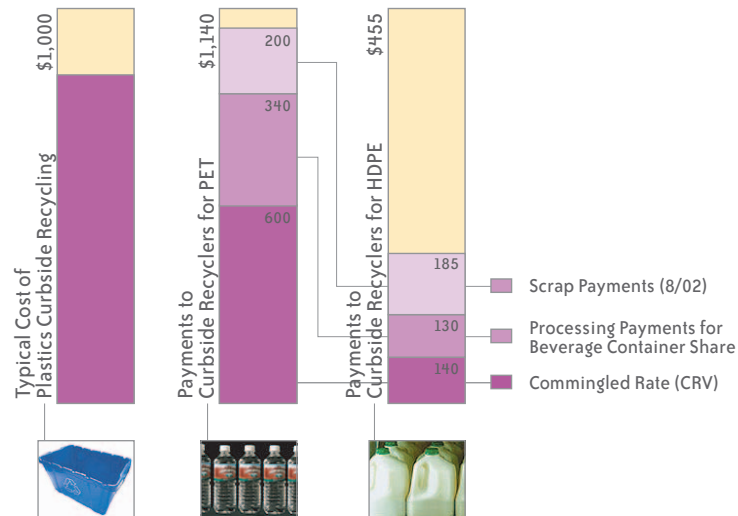 $1,000
Typical Cost of
Plastics Curbside Recycling
$1,140
Payments to
Curbside Recyclers for PET
200
340
600
$455
Payments to
Curbside Recyclers for HDPE
185
130
140
Scrap Payments (8/02)
Processing Payments for
Beverage Container Share
Commingled Rate (CRV)